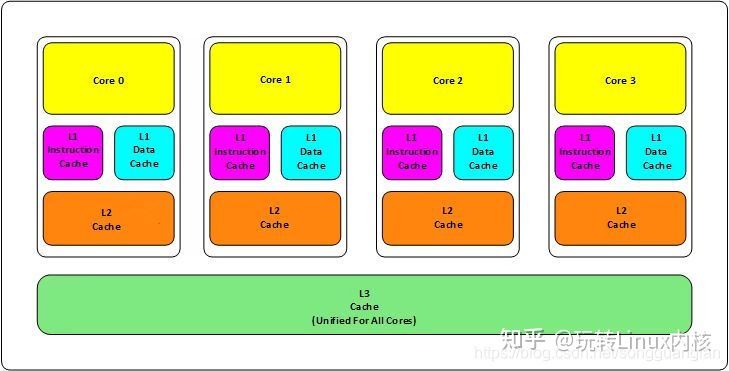 Core 0
Core 1
Core 2
Core 3
L1
Instruction
Cache
L1
Data
Cache
L1
Instruction
Cache
L1
Data
Cache
L1
Instruction
Cache
L1
Data
Cache
L1
Instruction
Cache
L1
Data
Cache
L2
Cache
L2
Cache
L2
Cache
L2
Cache
L3
Cache
(Unified For All Cores)
知乎 @玩转Linux内核
https://blog.csdn.net/songguangfan